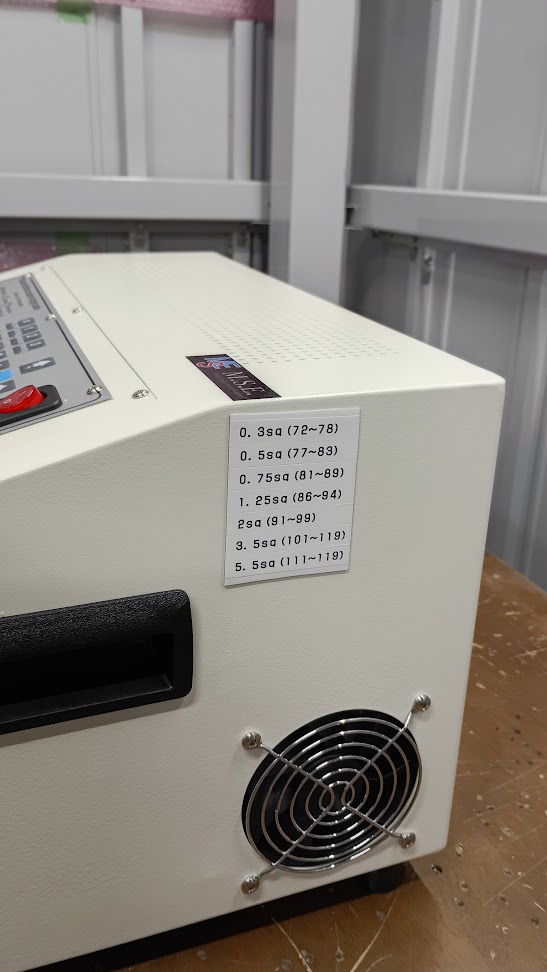 M.S.E.
0. 3sq (72~78)
0. 5sq (77~83)
0. 75sq (81~89)
1. 25sq (86~94)
2sq (91~99)
3. 5sq (101~119)
5. 5sq (111~119)